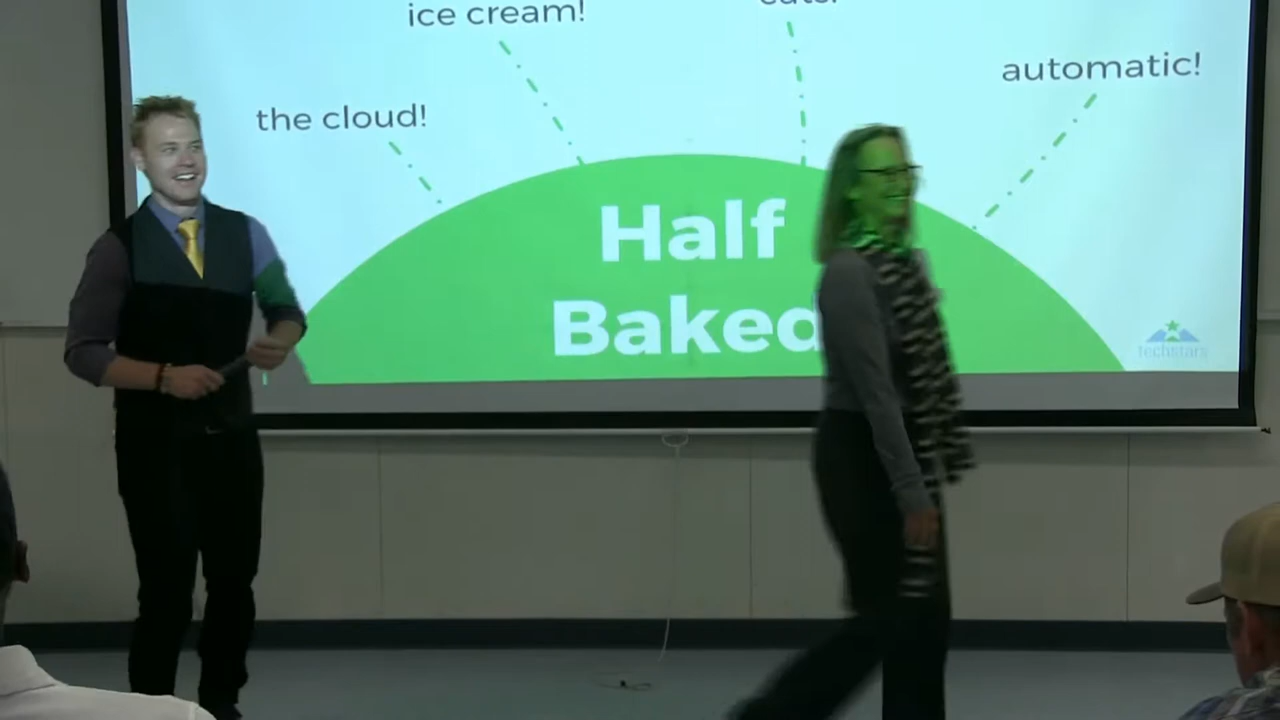 ice cream!
automatic!
the cloud!
Half
Baked
techstars